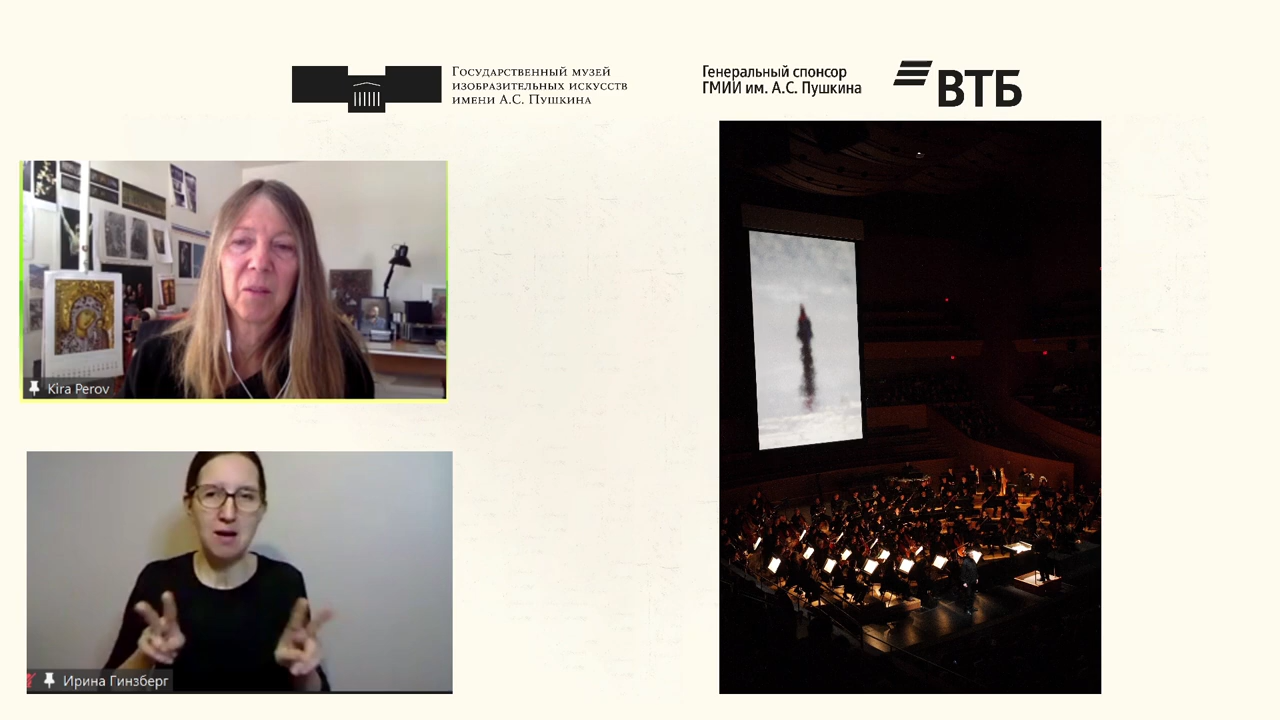 Государственный музей
изобразительных искусств
имени А.С. Пушкина
Генеральный спонсор
ГМИИ им. А.С. Пушкина
ВТБ
Kira Perov
Ирина Гинзберг